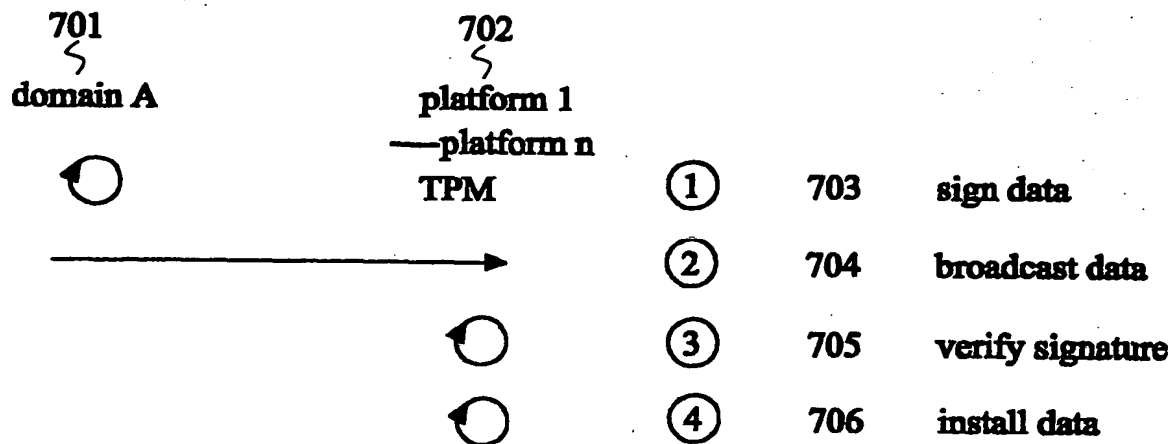 701 702
domain A platform 1
platform n
TPM 1 703 sign data
2 704 broadcast data
3 705 verify signature
4 706 install data